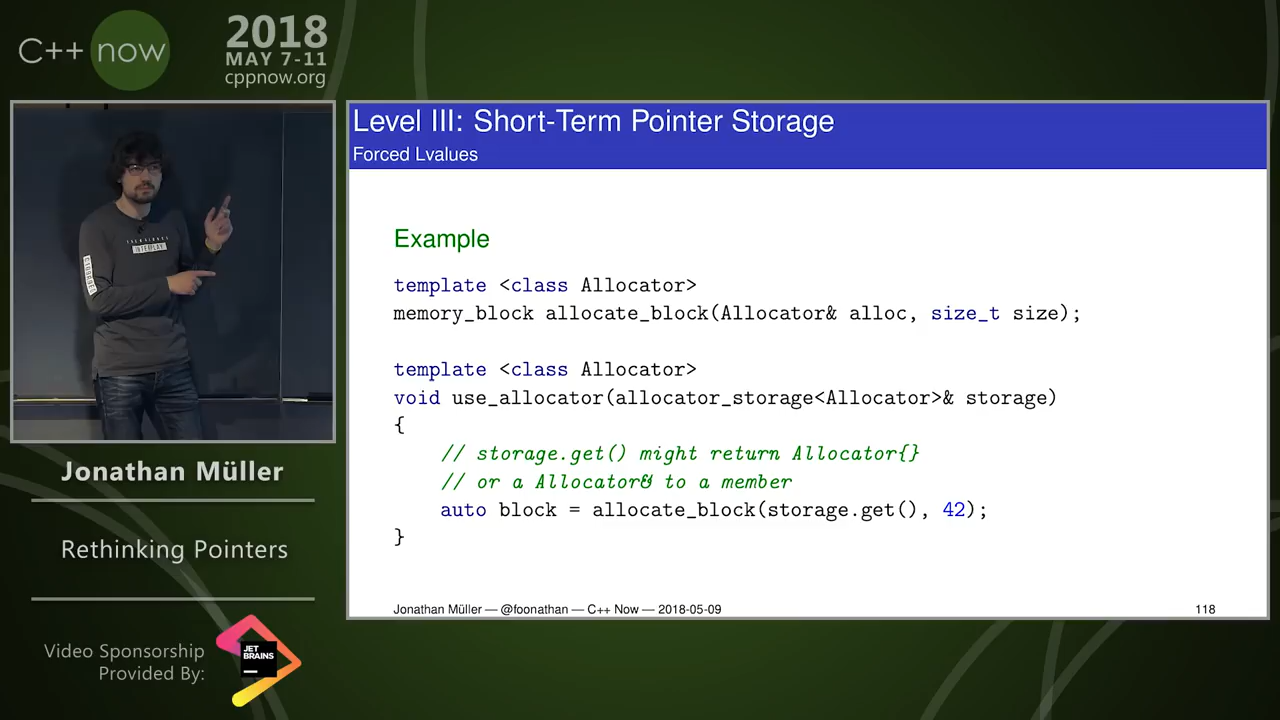 C++ now
2018
MAY 7-11
cppnow.org
Level III: Short-Term Pointer Storage
Forced Lvalues
Example
template <class Allocator>
memory_block allocate_block(Allocator& alloc, size_t size);
template <class Allocator>
void use_allocator(allocator_storage<Allocator>& storage)
{
// storage.get() might return Allocator{}
// or a Allocator& to a member
auto block = allocate_block(storage.get(), 42);
}
Jonathan Müller — @foonathan — C++ Now — 2018-05-09
118
Jonathan Müller
Rethinking Pointers
Video Sponsorship
Provided By:
JET
BRAINS